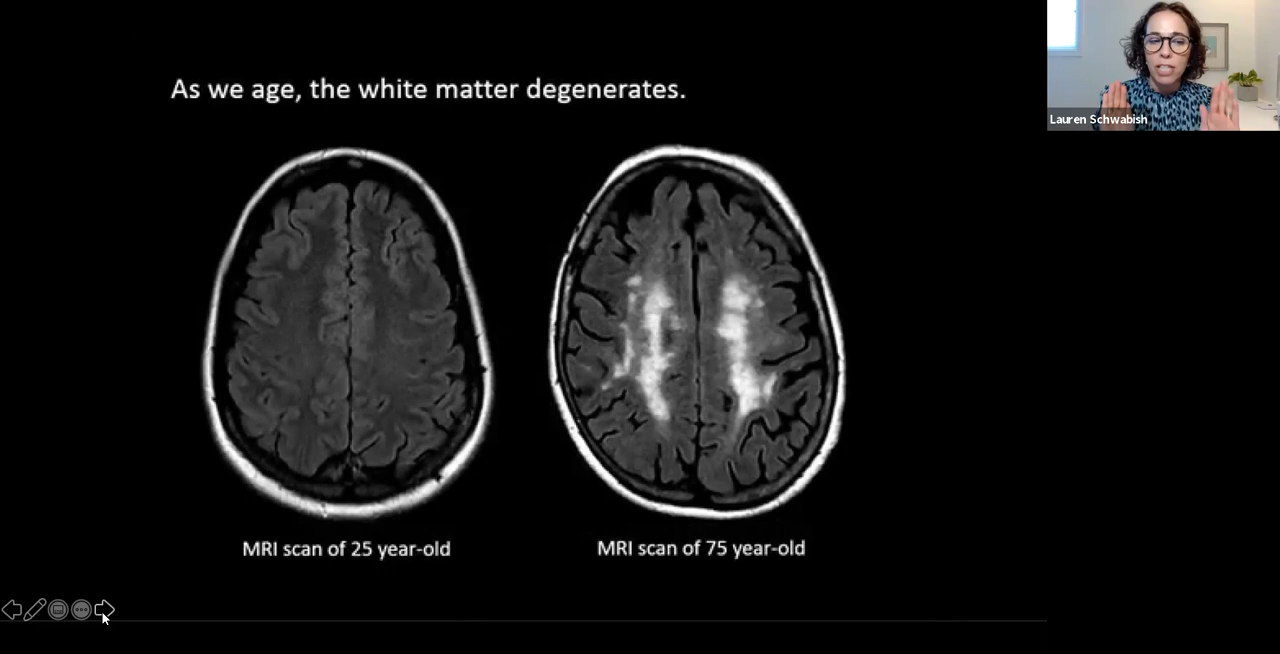 As we age, the white matter degenerates.
Lauren Schwabish
MRI scan of 25 year-old
MRI scan of 75 year-old